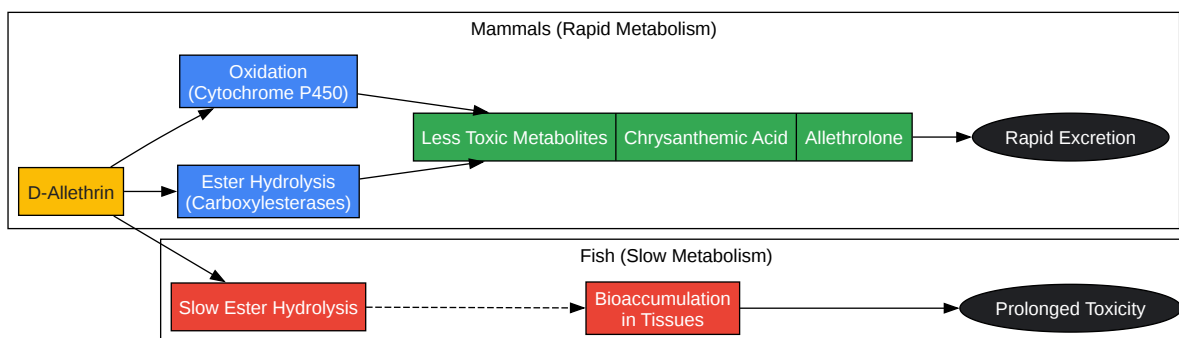 Mammals (Rapid Metabolism)
Oxidation
(Cytochrome P450)
Less Toxic Metabolites
Chrysanthemic Acid
Allethrolone
Rapid Excretion
D-Allethrin
Ester Hydrolysis
(Carboxylesterases)
Fish (Slow Metabolism)
Slow Ester Hydrolysis
Bioaccumulation
in Tissues
Prolonged Toxicity